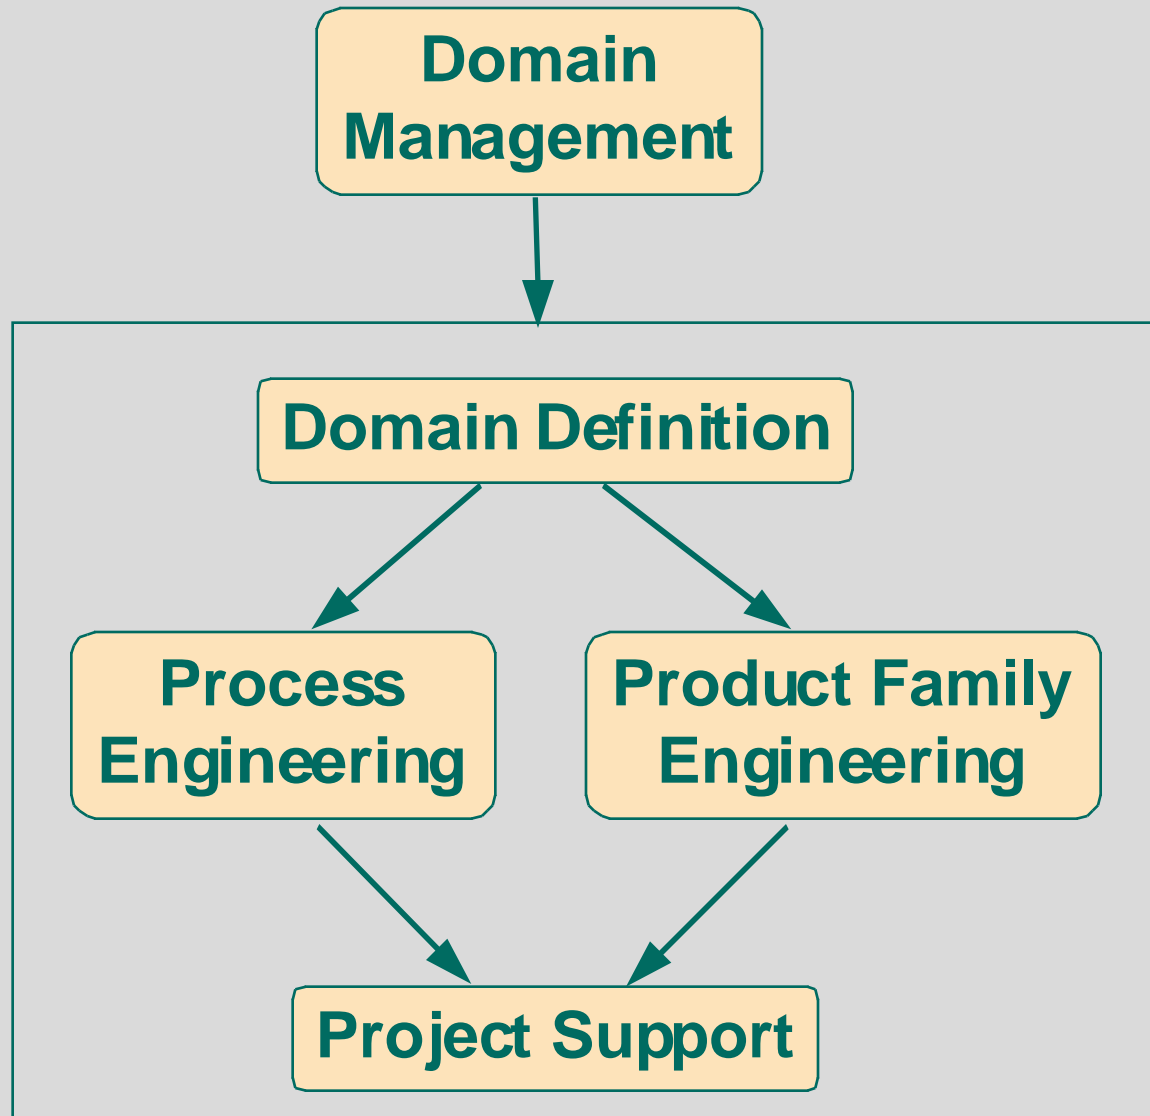 Domain
Management
Domain Definition
Process
Engineering
Product Family
Engineering
Project Support